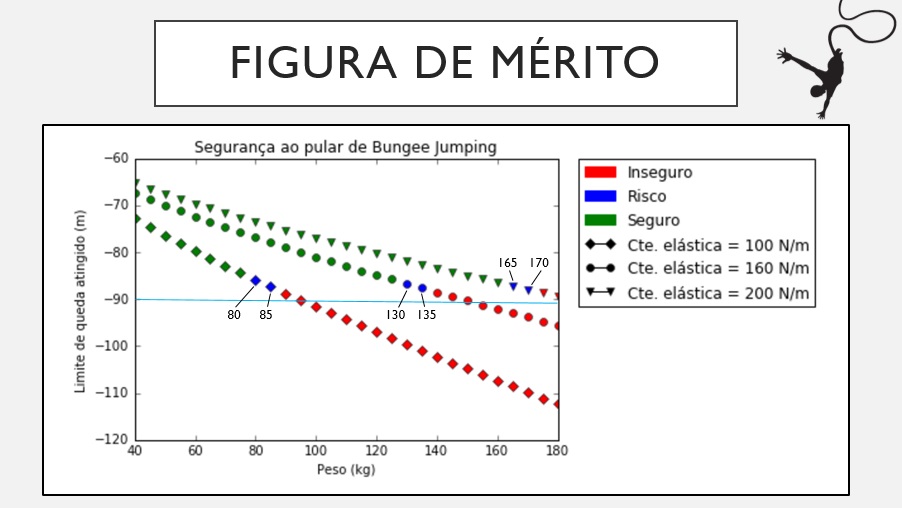 FIGURA DE MÉRITO
Segurança ao pular de Bungee Jumping
Limite de queda atingido (m)
−60
−70
−80
−90
−100
−110
−120
40
60
80
100
120
140
160
180
Peso (kg)
80
85
130
135
165
170
Inseguro
Risco
Seguro
Cte. elástica = 100 N/m
Cte. elástica = 160 N/m
Cte. elástica = 200 N/m